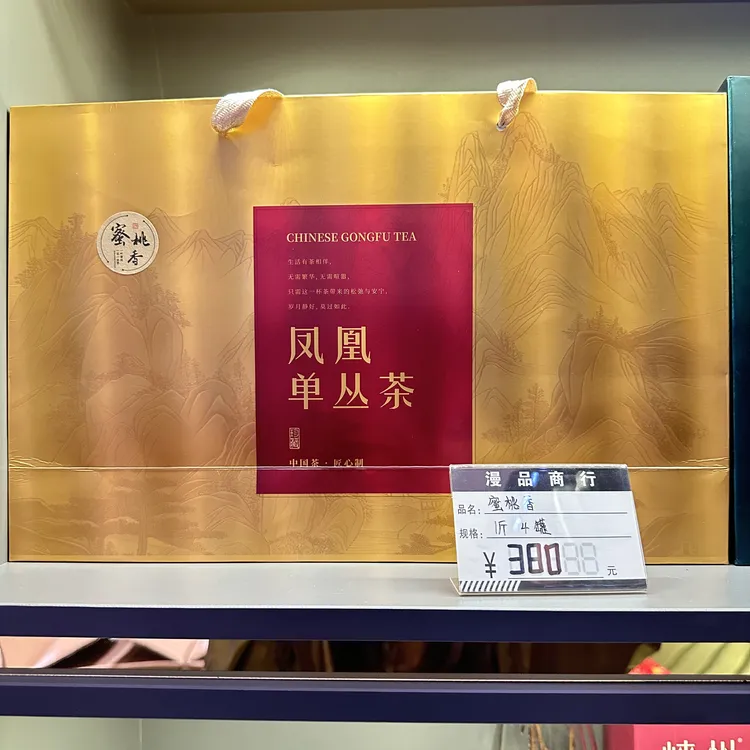 蜜桃香
CHINESE GONGFU TEA
生活有茶相伴,
无需繁华,无需喧嚣,
只需这一杯茶带来的松弛与安宁,
岁月静好,莫过如此.
凤凰
单丛茶
珍藏
中国茶·匠心制
漫品商行
品名: 蜜桃香
规格: 1斤 4罐
¥ 380 元